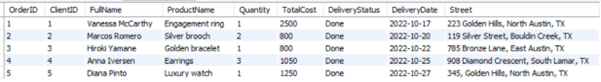 OrderID ClientID FullName ProductName Quantity TotalCost DeliveryStatus DeliveryDate Street
1 1 Vanessa McCarthy Engagement ring 1 2500 Done 2022-10-17 223 Golden Hills, North Austin, TX
2 2 Marcos Romero Silver brooch 2 800 Done 2022-10-20 119 Silver Street, Bouldin Creek, TX
3 3 Hiroki Yamane Golden bracelet 1 800 Done 2022-10-22 785 Bronze Lane, East Austin, TX
4 4 Anna Iversen Earrings 3 1050 Done 2022-10-25 908 Diamond Crescent, South Lamar, TX
5 5 Diana Pinto Luxury watch 1 1250 Done 2022-10-27 345, Golden Hills, North Austin, TX